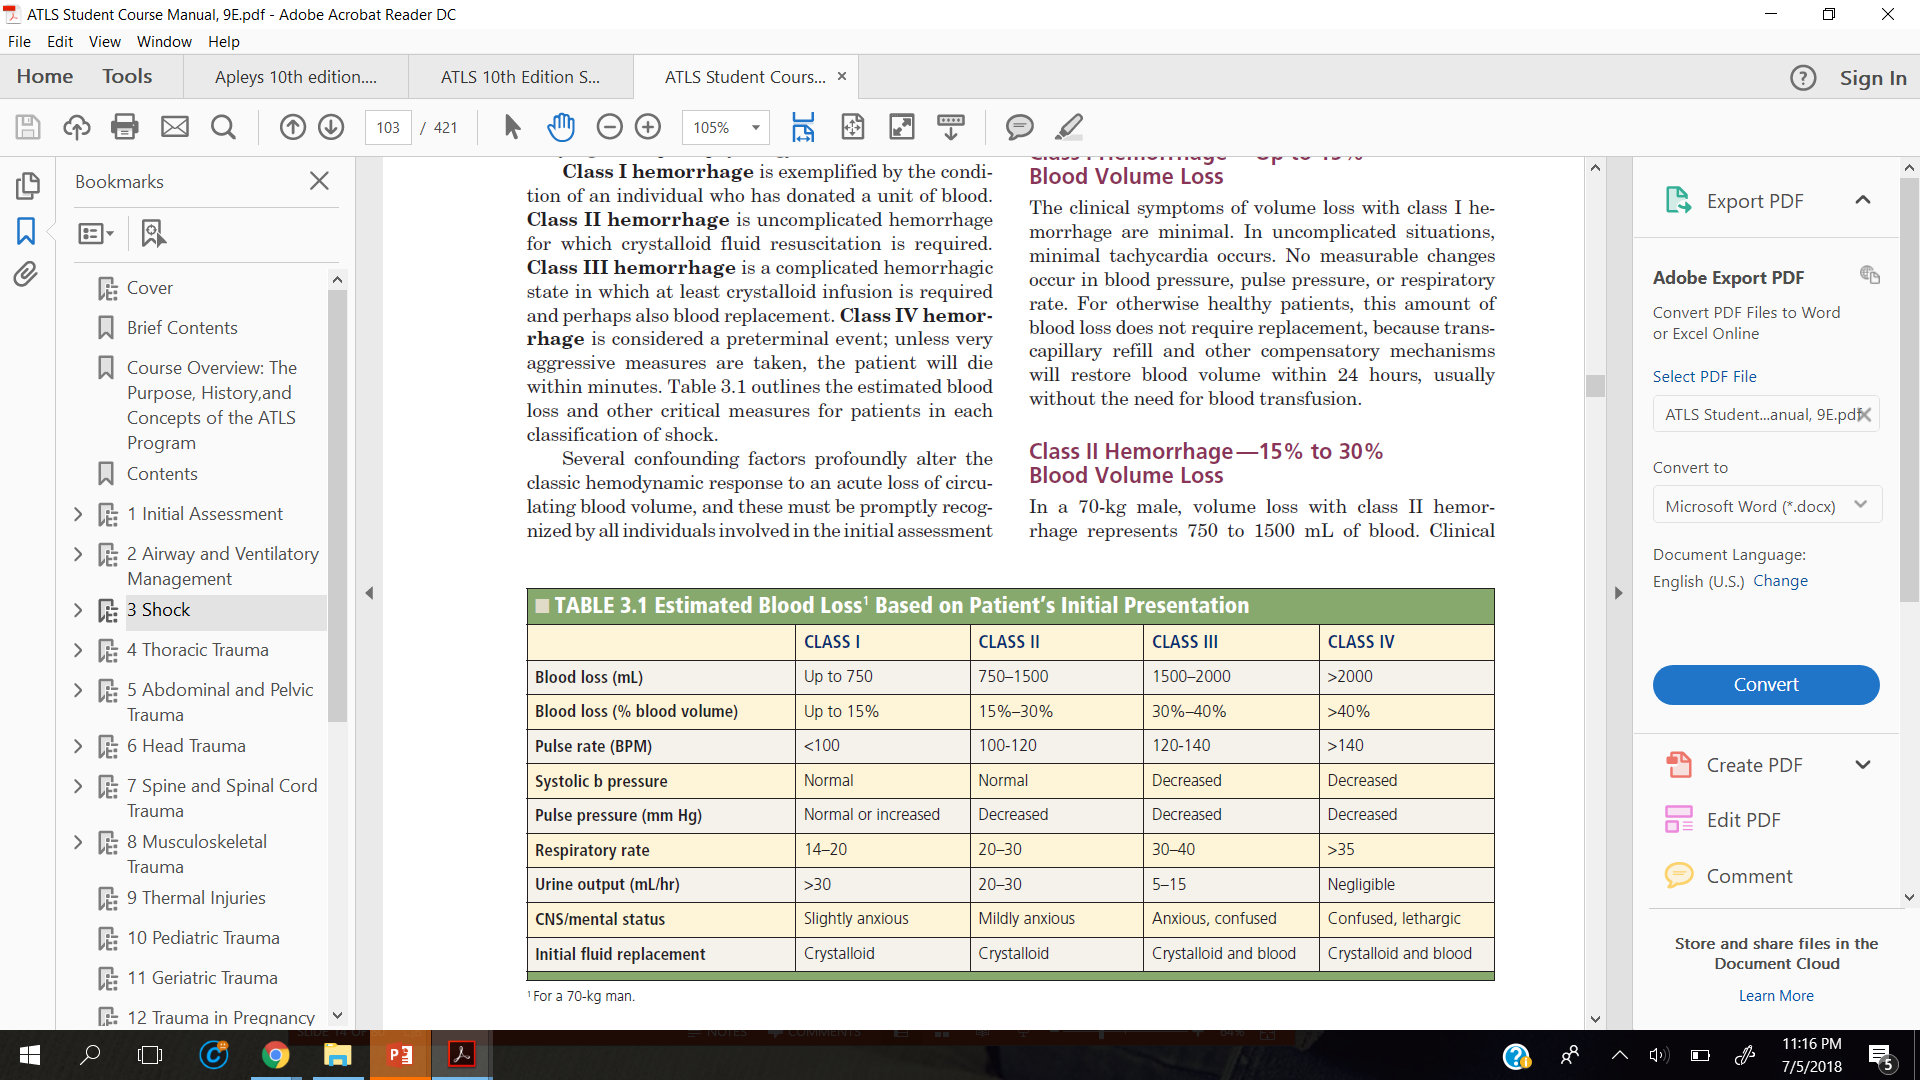 ATLS Student Course Manual, 9E.pdf - Adobe Acrobat Reader DC
File Edit View Window Help
Home Tools Apleys 10th edition.... ATLS 10th Edition S... ATLS Student Cours... Sign In
103 / 421 105%
Bookmarks
Cover
Brief Contents
Course Overview: The
Purpose, History,and
Concepts of the ATLS
Program
Contents
1 Initial Assessment
2 Airway and Ventilatory
Management
3 Shock
4 Thoracic Trauma
5 Abdominal and Pelvic
Trauma
6 Head Trauma
7 Spine and Spinal Cord
Trauma
8 Musculoskeletal
Trauma
9 Thermal Injuries
10 Pediatric Trauma
11 Geriatric Trauma
12 Trauma in Pregnancy
Class I hemorrhage is exemplified by the condi-
tion of an individual who has donated a unit of blood.
Class II hemorrhage is uncomplicated hemorrhage
for which crystalloid fluid resuscitation is required.
Class III hemorrhage is a complicated hemorrhagic
state in which at least crystalloid infusion is required
and perhaps also blood replacement. Class IV hemor-
rhage is considered a preterminal event; unless very
aggressive measures are taken, the patient will die
within minutes. Table 3.1 outlines the estimated blood
loss and other critical measures for patients in each
classification of shock.
Several confounding factors profoundly alter the
classic hemodynamic response to an acute loss of circu-
lating blood volume, and these must be promptly recog-
nized by all individuals involved in the initial assessment
Class I Hemorrhage—Up to 15%
Blood Volume Loss
The clinical symptoms of volume loss with class I he-
morrhage are minimal. In uncomplicated situations,
minimal tachycardia occurs. No measurable changes
occur in blood pressure, pulse pressure, or respiratory
rate. For otherwise healthy patients, this amount of
blood loss does not require replacement, because trans-
capillary refill and other compensatory mechanisms
will restore blood volume within 24 hours, usually
without the need for blood transfusion.
Class II Hemorrhage—15% to 30%
Blood Volume Loss
In a 70-kg male, volume loss with class II hemor-
rhage represents 750 to 1500 mL of blood. Clinical
TABLE 3.1 Estimated Blood Loss¹ Based on Patient's Initial Presentation
CLASS I CLASS II CLASS III CLASS IV
Blood loss (mL) Up to 750 750–1500 1500–2000 >2000
Blood loss (% blood volume) Up to 15% 15%–30% 30%–40% >40%
Pulse rate (BPM) <100 100-120 120-140 >140
Systolic b pressure Normal Normal Decreased Decreased
Pulse pressure (mm Hg) Normal or increased Decreased Decreased Decreased
Respiratory rate 14–20 20–30 30–40 >35
Urine output (mL/hr) >30 20–30 5–15 Negligible
CNS/mental status Slightly anxious Mildly anxious Anxious, confused Confused, lethargic
Initial fluid replacement Crystalloid Crystalloid Crystalloid and blood Crystalloid and blood
¹ For a 70-kg man.
Export PDF
Adobe Export PDF
Convert PDF Files to Word
or Excel Online
Select PDF File
ATLS Student...anual, 9E.pdf
Convert to
Microsoft Word (*.docx)
Document Language:
English (U.S.) Change
Convert
Create PDF
Edit PDF
Comment
Store and share files in the
Document Cloud
Learn More
NOTES COMMENTS
11:16 PM
7/5/2018
5